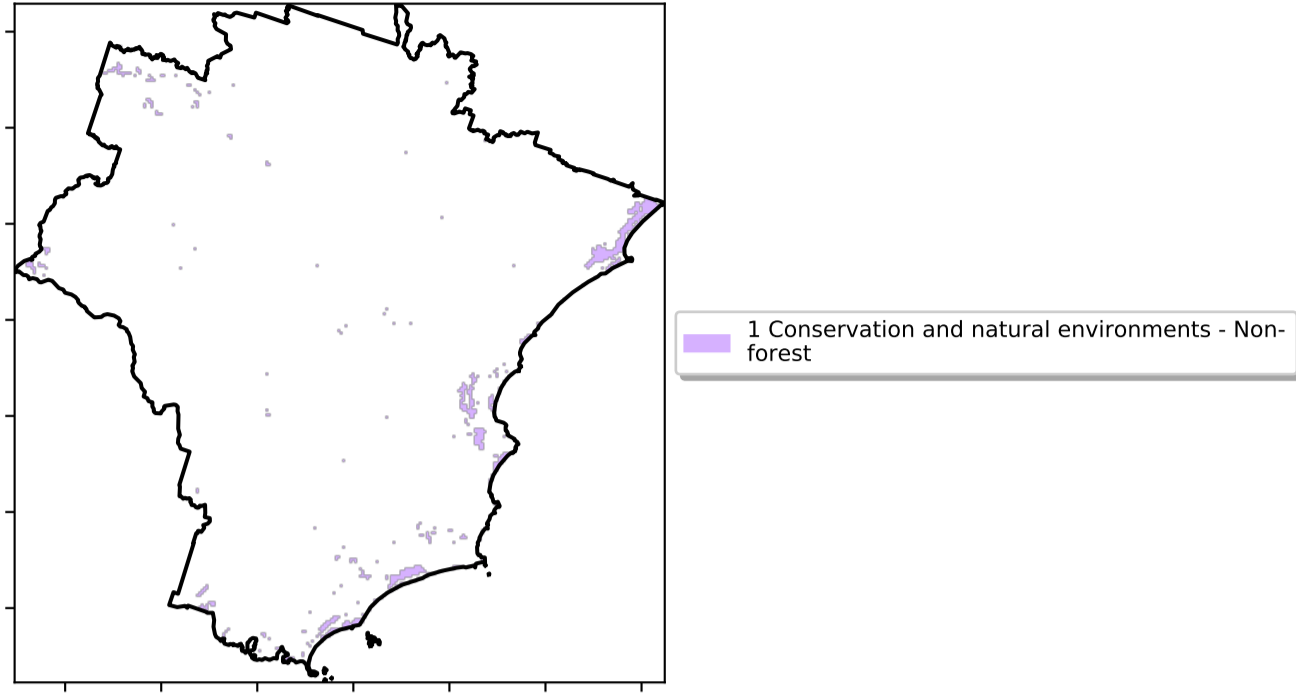 1 Conservation and natural environments - Non-
forest